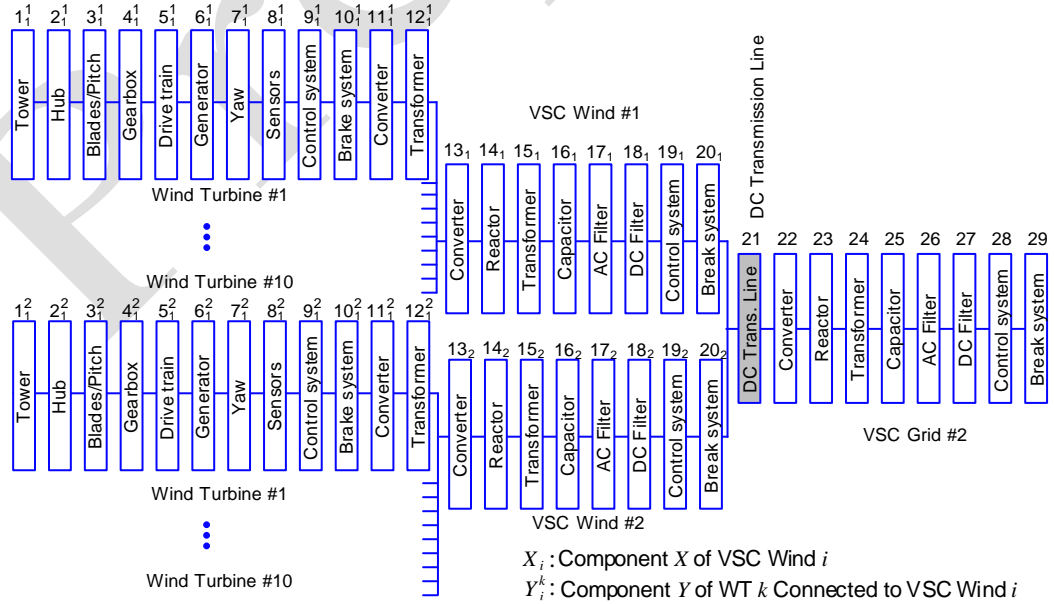 1₁¹ 2₁¹ 3₁¹ 4₁¹ 5₁¹ 6₁¹ 7₁¹ 8₁¹ 9₁¹ 10₁¹ 11₁¹ 12₁¹
Tower
Hub
Blades/Pitch
Gearbox
Drive train
Generator
Yaw
Sensors
Control system
Brake system
Converter
Transformer
Wind Turbine #1
Wind Turbine #10
VSC Wind #1
13₁ 14₁ 15₁ 16₁ 17₁ 18₁ 19₁ 20₁
Converter
Reactor
Transformer
Capacitor
AC Filter
DC Filter
Control system
Break system
1₁² 2₁² 3₁² 4₁² 5₁² 6₁² 7₁² 8₁² 9₁² 10₁² 11₁² 12₁²
Tower
Hub
Blades/Pitch
Gearbox
Drive train
Generator
Yaw
Sensors
Control system
Brake system
Converter
Transformer
Wind Turbine #1
Wind Turbine #10
13₂ 14₂ 15₂ 16₂ 17₂ 18₂ 19₂ 20₂
Converter
Reactor
Transformer
Capacitor
AC Filter
DC Filter
Control system
Break system
VSC Wind #2
DC Transmission Line
21 22 23 24 25 26 27 28 29
DC Trans. Line
Converter
Reactor
Transformer
Capacitor
AC Filter
DC Filter
Control system
Break system
VSC Grid #2
Xᵢ: Component X of VSC Wind i
Yᵢᵏ: Component Y of WT k Connected to VSC Wind i